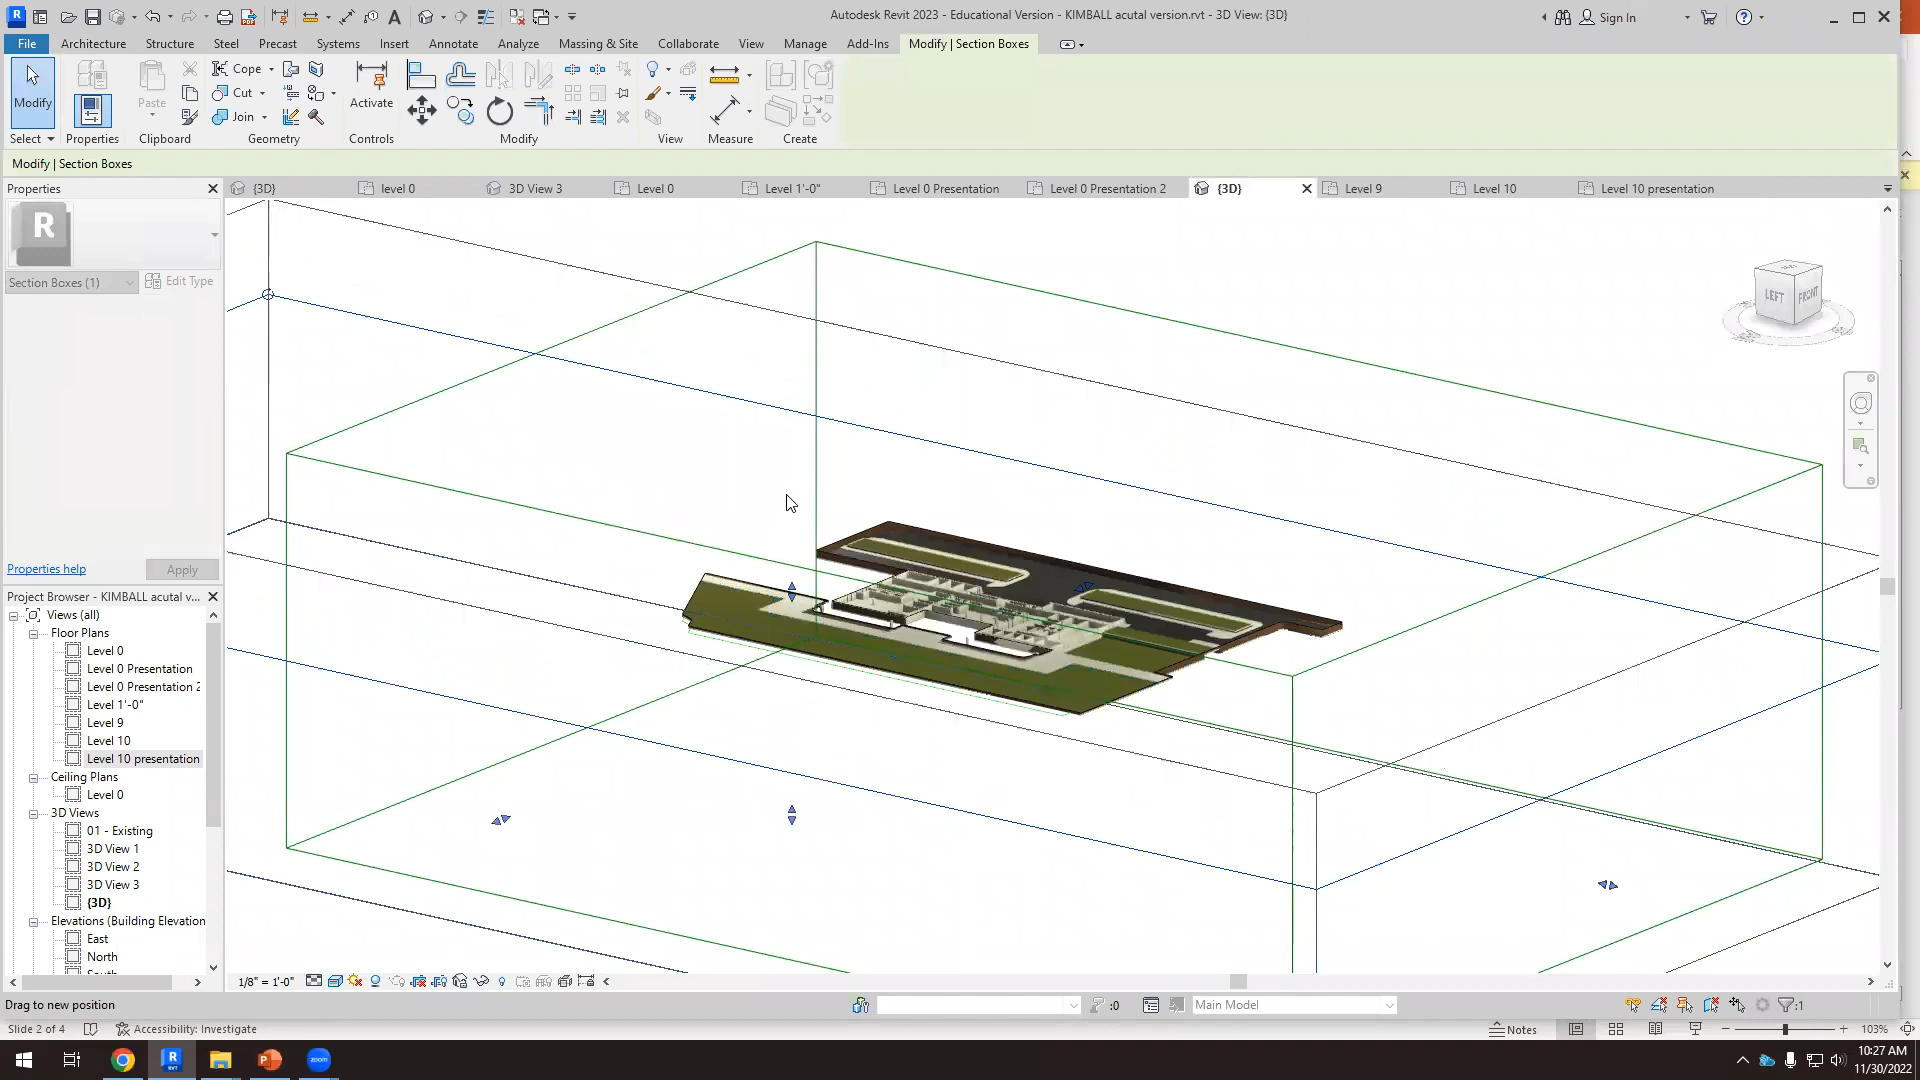 Autodesk Revit 2023 - Educational Version - KIMBALL acutal version.rvt - 3D View: {3D}
Sign In
File Architecture Structure Steel Precast Systems Insert Annotate Analyze Massing & Site Collaborate View Manage Add-Ins Modify | Section Boxes
Modify
Paste
Cope
Cut
Join
Activate
Select Properties Clipboard Geometry Controls Modify View Measure Create
Modify | Section Boxes
Properties
{3D} level 0 3D View 3 Level 0 Level 1'-0" Level 0 Presentation Level 0 Presentation 2 {3D} Level 9 Level 10 Level 10 presentation
R
Section Boxes (1)
Edit Type
LEFT FRONT
Properties help
Apply
Project Browser - KIMBALL acutal v...
Views (all)
Floor Plans
Level 0
Level 0 Presentation
Level 0 Presentation 2
Level 1'-0"
Level 9
Level 10
Level 10 presentation
Ceiling Plans
Level 0
3D Views
01 - Existing
3D View 1
3D View 2
3D View 3
{3D}
Elevations (Building Elevation
East
North
1/8" = 1'-0"
Drag to new position
:0
Main Model
:1
Slide 2 of 4
Accessibility: Investigate
Notes
103%
10:27 AM
11/30/2022